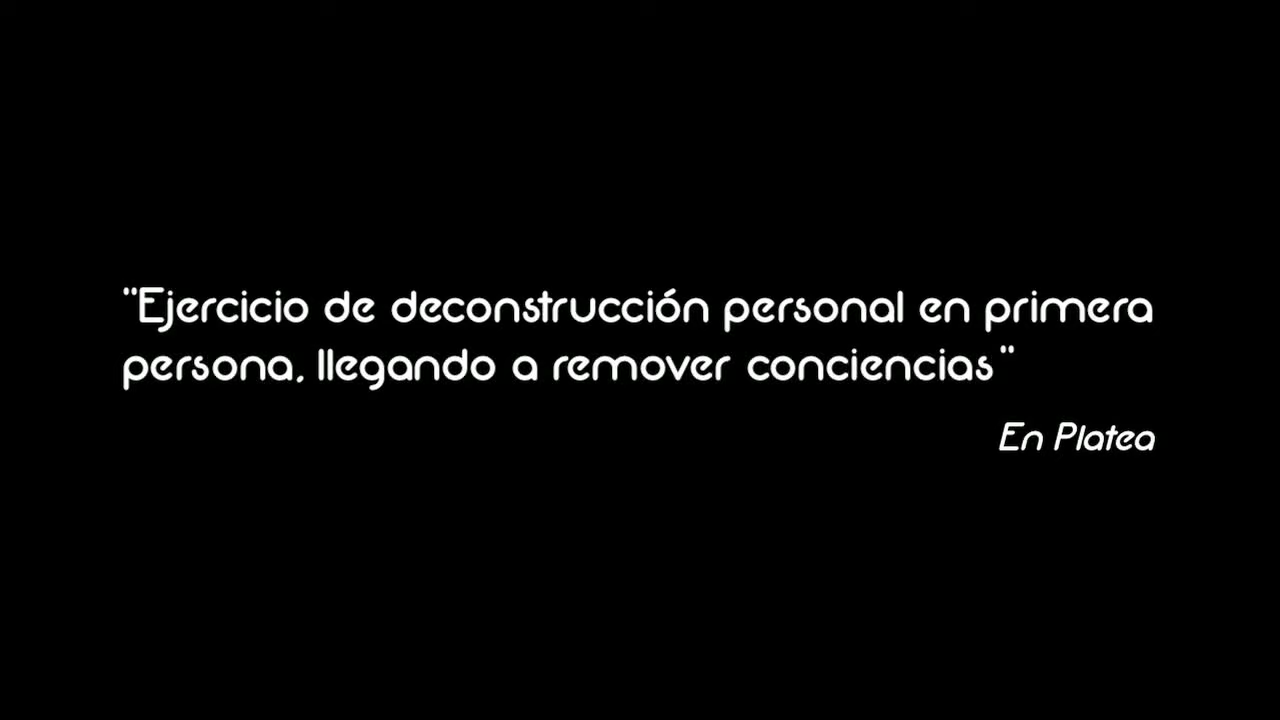 "Ejercicio de deconstrucción personal en primera
persona, llegando a remover conciencias"
En Platea